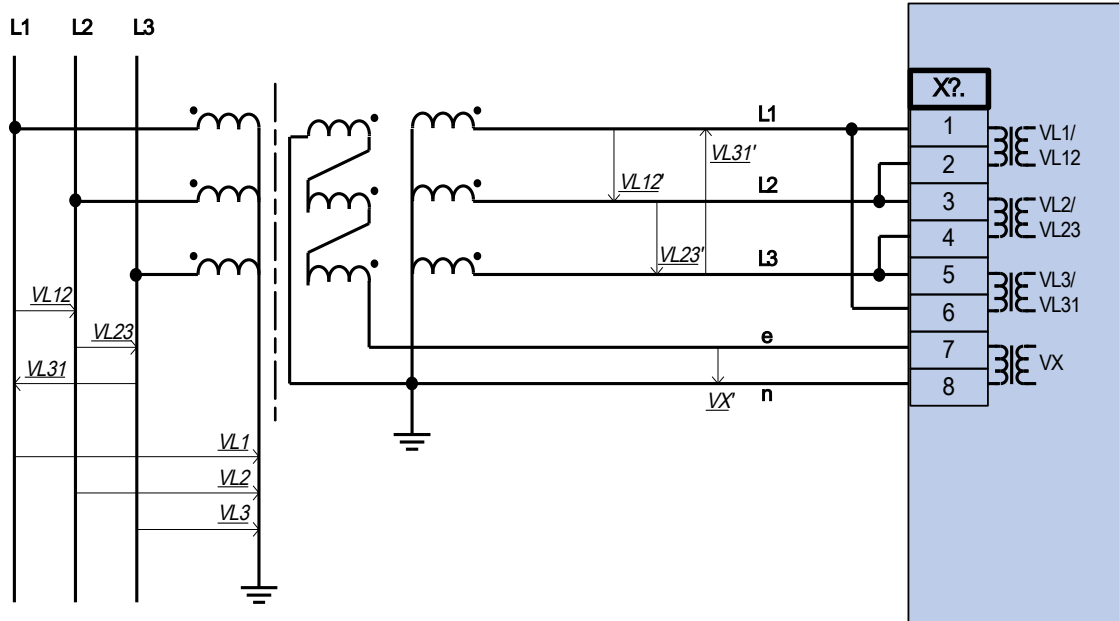 L1 L2 L3
X?.
L1
1
VL1/
VL12
VL31'
2
VL12'
L2
3
VL2/
VL23
4
VL23'
L3
5
VL3/
VL31
6
VL12
VL23
e
7
VX
VL31
8
VX'
n
VL1
VL2
VL3